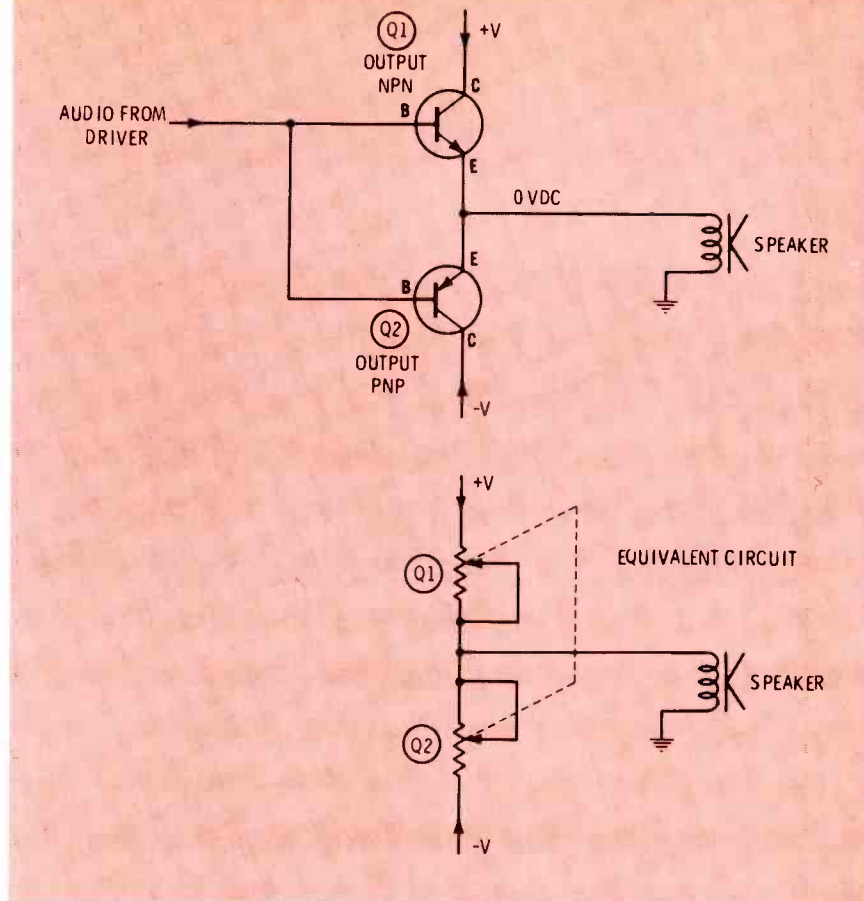 Q1
+V
OUTPUT
NPN
C
B
AUDIO FROM
DRIVER
E
0 VDC
SPEAKER
E
B
Q2
C
OUTPUT
PNP
-V
+V
Q1
EQUIVALENT CIRCUIT
SPEAKER
Q2
-V